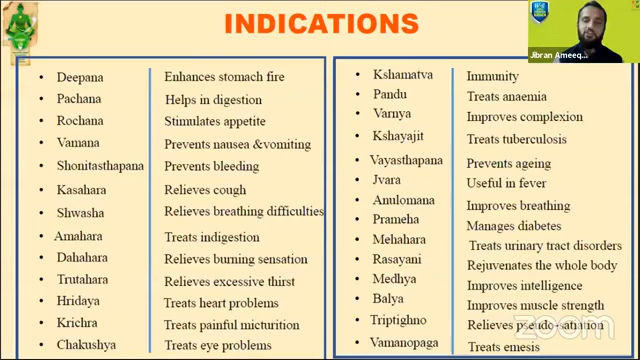 INDICATIONS
Jibran Ameeq...
• Deepana Enhances stomach fire
• Pachana Helps in digestion
• Rochana Stimulates appetite
• Vamana Prevents nausea &vomiting
• Shonitasthapana Prevents bleeding
• Kasahara Relieves cough
• Shwasha Relieves breathing difficulties
• Amahara Treats indigestion
• Dahahara Relieves burning sensation
• Trutahara Relieves excessive thirst
• Hridaya Treats heart problems
• Krichra Treats painful micturition
• Chakushya Treats eye problems
• Kshamatva Immunity
• Pandu Treats anaemia
• Varnya Improves complexion
• Kshayajit Treats tuberculosis
• Vayasthapana Prevents ageing
• Jvara Useful in fever
• Anulomana Improves breathing
• Prameha Manages diabetes
• Mehahara Treats urinary tract disorders
• Rasayani Rejuvenates the whole body
• Medhya Improves intelligence
• Balya Improves muscle strength
• Triptighno Relieves pseudo-satiation
• Vamanopaga Treats emesis
zoom